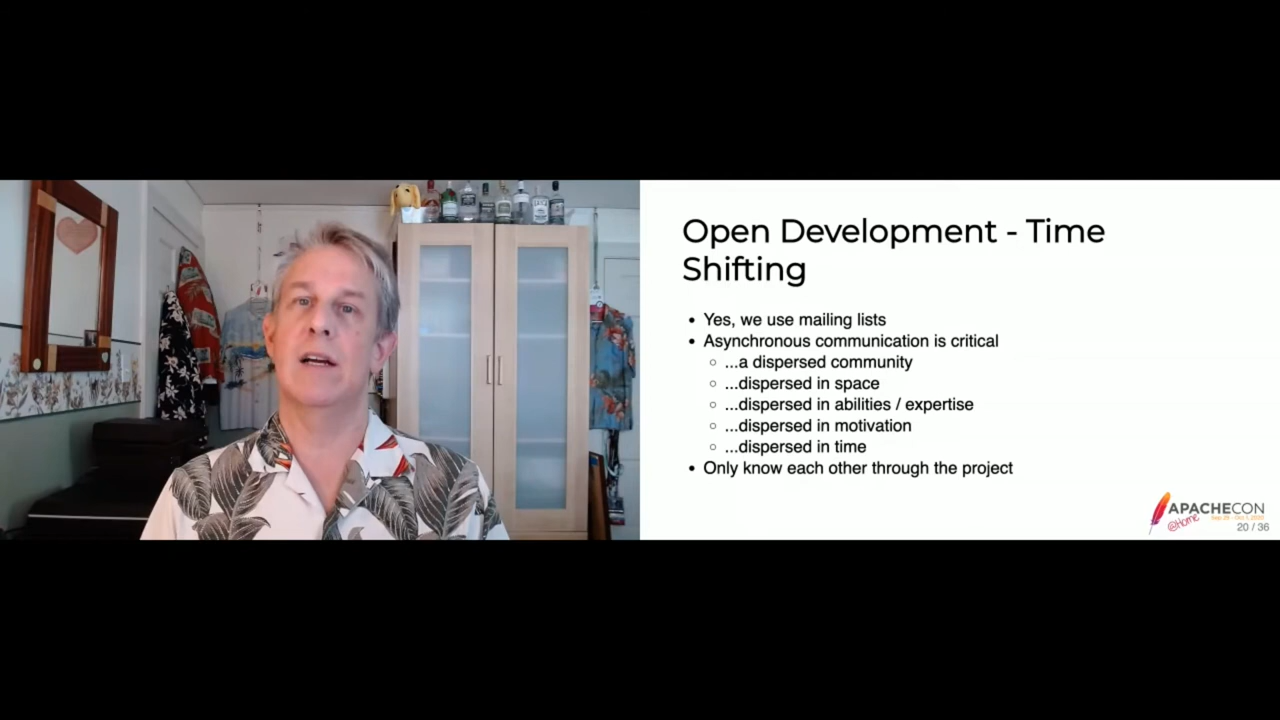 Open Development - Time
Shifting
• Yes, we use mailing lists
• Asynchronous communication is critical
○ ...a dispersed community
○ ...dispersed in space
○ ...dispersed in abilities / expertise
○ ...dispersed in motivation
○ ...dispersed in time
• Only know each other through the project
APACHECON
@Home
20 / 36